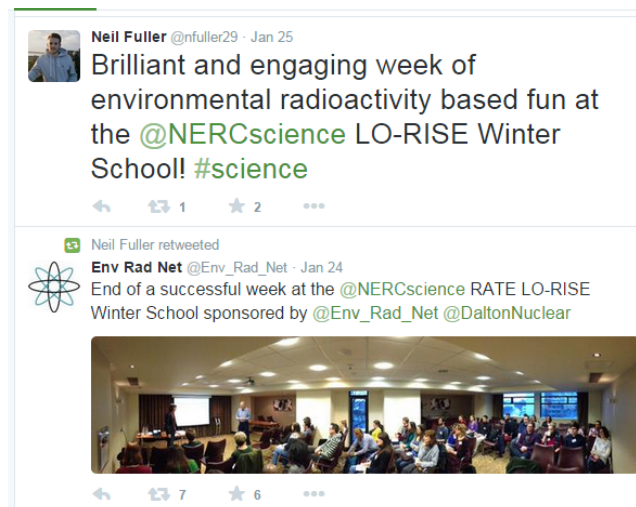 Neil Fuller @nfuller29 · Jan 25
Brilliant and engaging week of
environmental radioactivity based fun at
the @NERCscience LO-RISE Winter
School! #science
1 2
Neil Fuller retweeted
Env Rad Net @Env_Rad_Net · Jan 24
End of a successful week at the @NERCscience RATE LO-RISE
Winter School sponsored by @Env_Rad_Net @DaltonNuclear
7 6